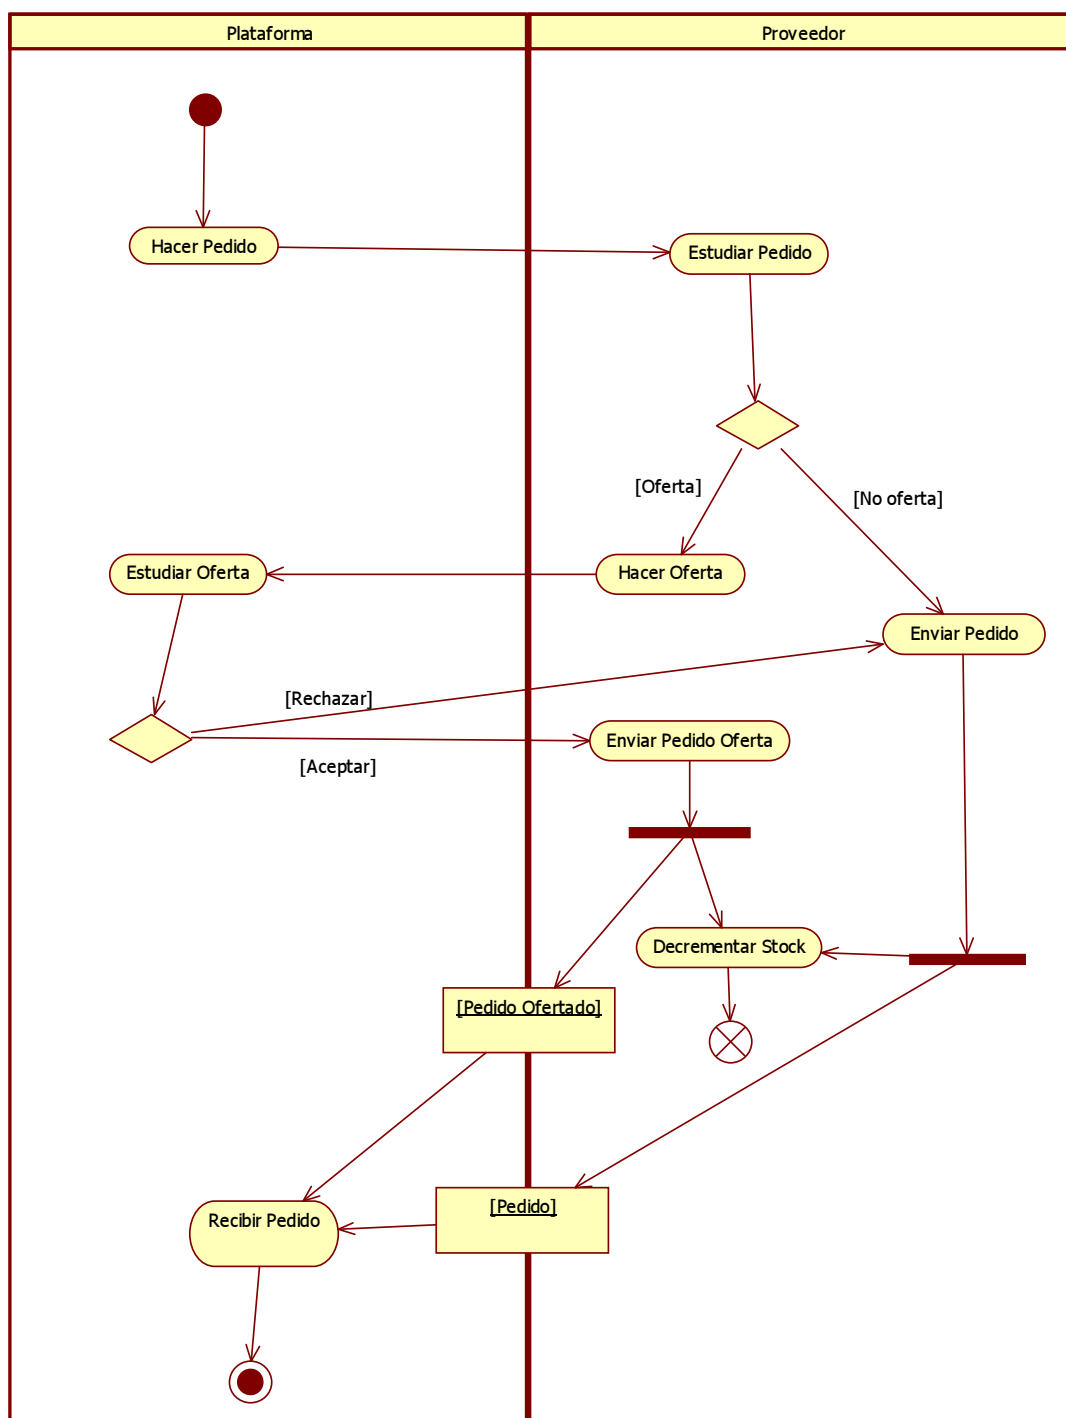 Plataforma
Proveedor
Hacer Pedido
Estudiar Pedido
[Oferta]
[No oferta]
Estudiar Oferta
Hacer Oferta
Enviar Pedido
[Rechazar]
Enviar Pedido Oferta
[Aceptar]
Decrementar Stock
[Pedido Ofertado]
[Pedido]
Recibir Pedido